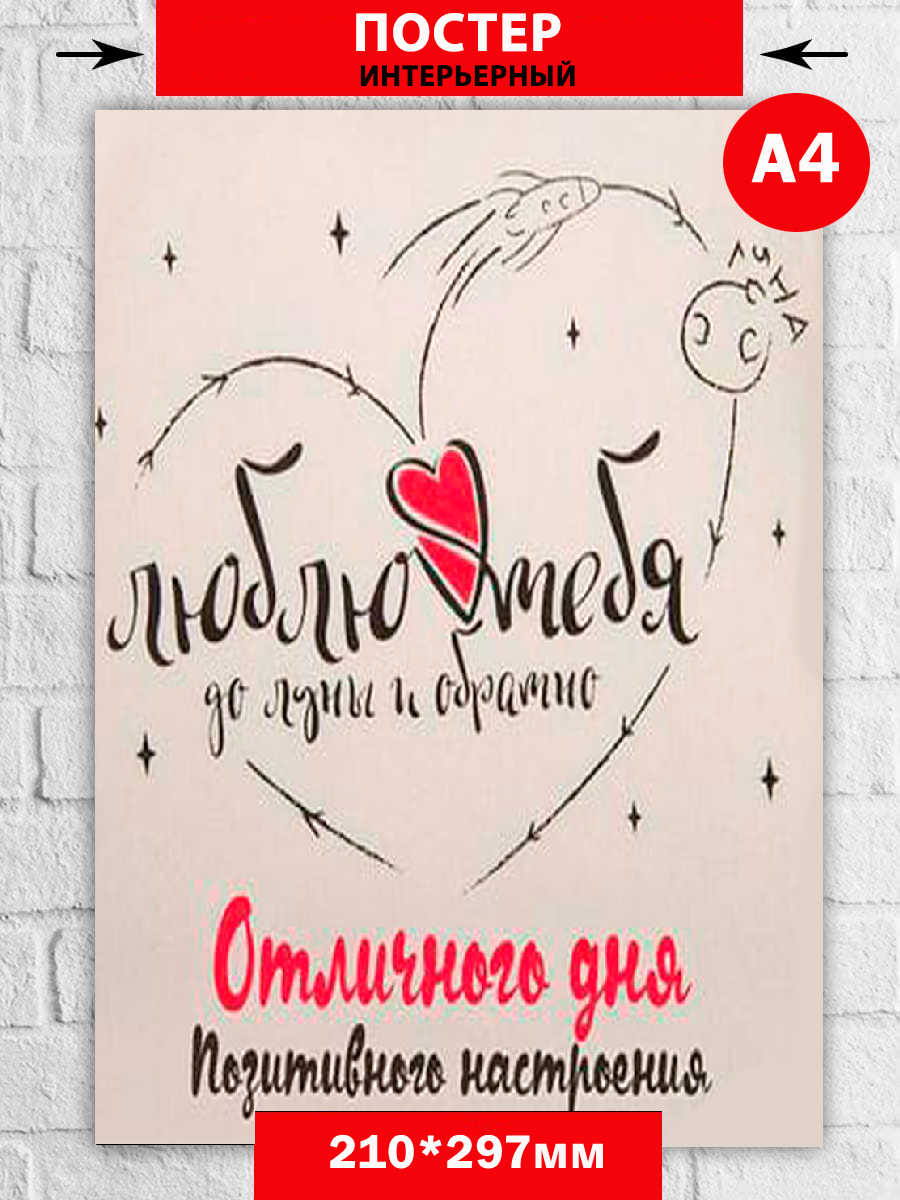 ПОСТЕР
ИНТЕРЬЕРНЫЙ
А4
ЛУНА
люблю тебя
до луны и обратно
Отличного дня
Позитивного настроения
210*297мм